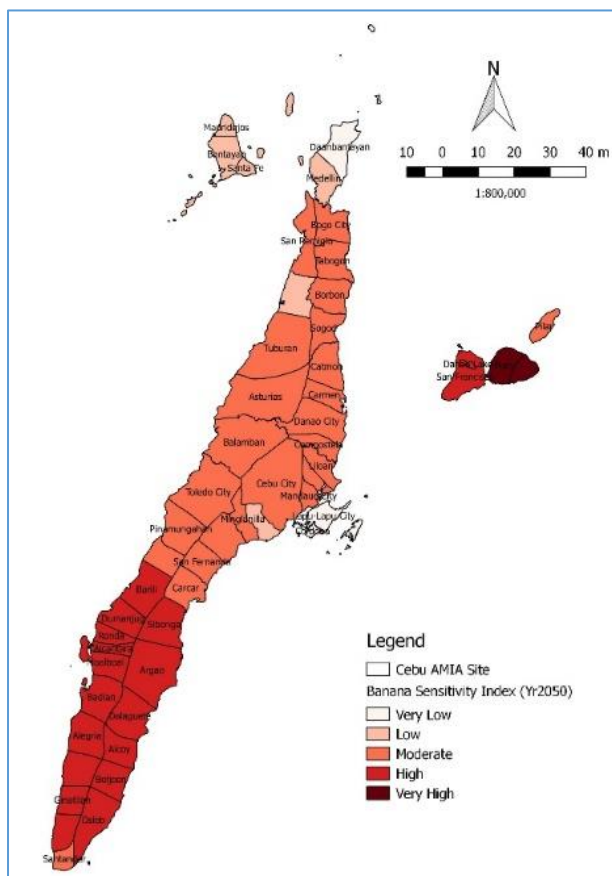 N
Madridejos
Bantayan
Santa Fe
Daanbantayan
Medellin
10 0 10 20 30 40 m
1:800,000
Bogo City
San Remigio
Tabogon
Borbon
Sogod
Pilar
Tuburan
Catmon
San Francisco
Asturias
Carmen
Danao City
Balamban
Compostela
Liloan
Cebu City
Mandaue City
Toledo City
Lapu-Lapu City
Minglanilla
Cordova
Pinamungahan
San Fernando
Carcar
Barili
Dumanjug
Sibonga
Ronda
Alcantara
Moalboal
Argao
Badian
Dalaguete
Alegria
Alcoy
Boljoon
Ginatilan
Oslob
Santander
Legend
Cebu AMIA Site
Banana Sensitivity Index (Yr2050)
Very Low
Low
Moderate
High
Very High